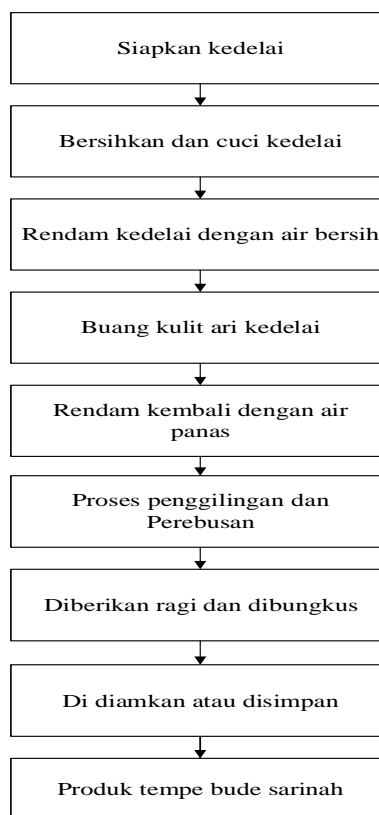 Siapkan kedelai
Bersihkan dan cuci kedelai
Rendam kedelai dengan air bersih
Buang kulit ari kedelai
Rendam kembali dengan air
panas
Proses penggilingan dan
Perebusan
Diberikan ragi dan dibungkus
Di diamkan atau disimpan
Produk tempe bude sarinah